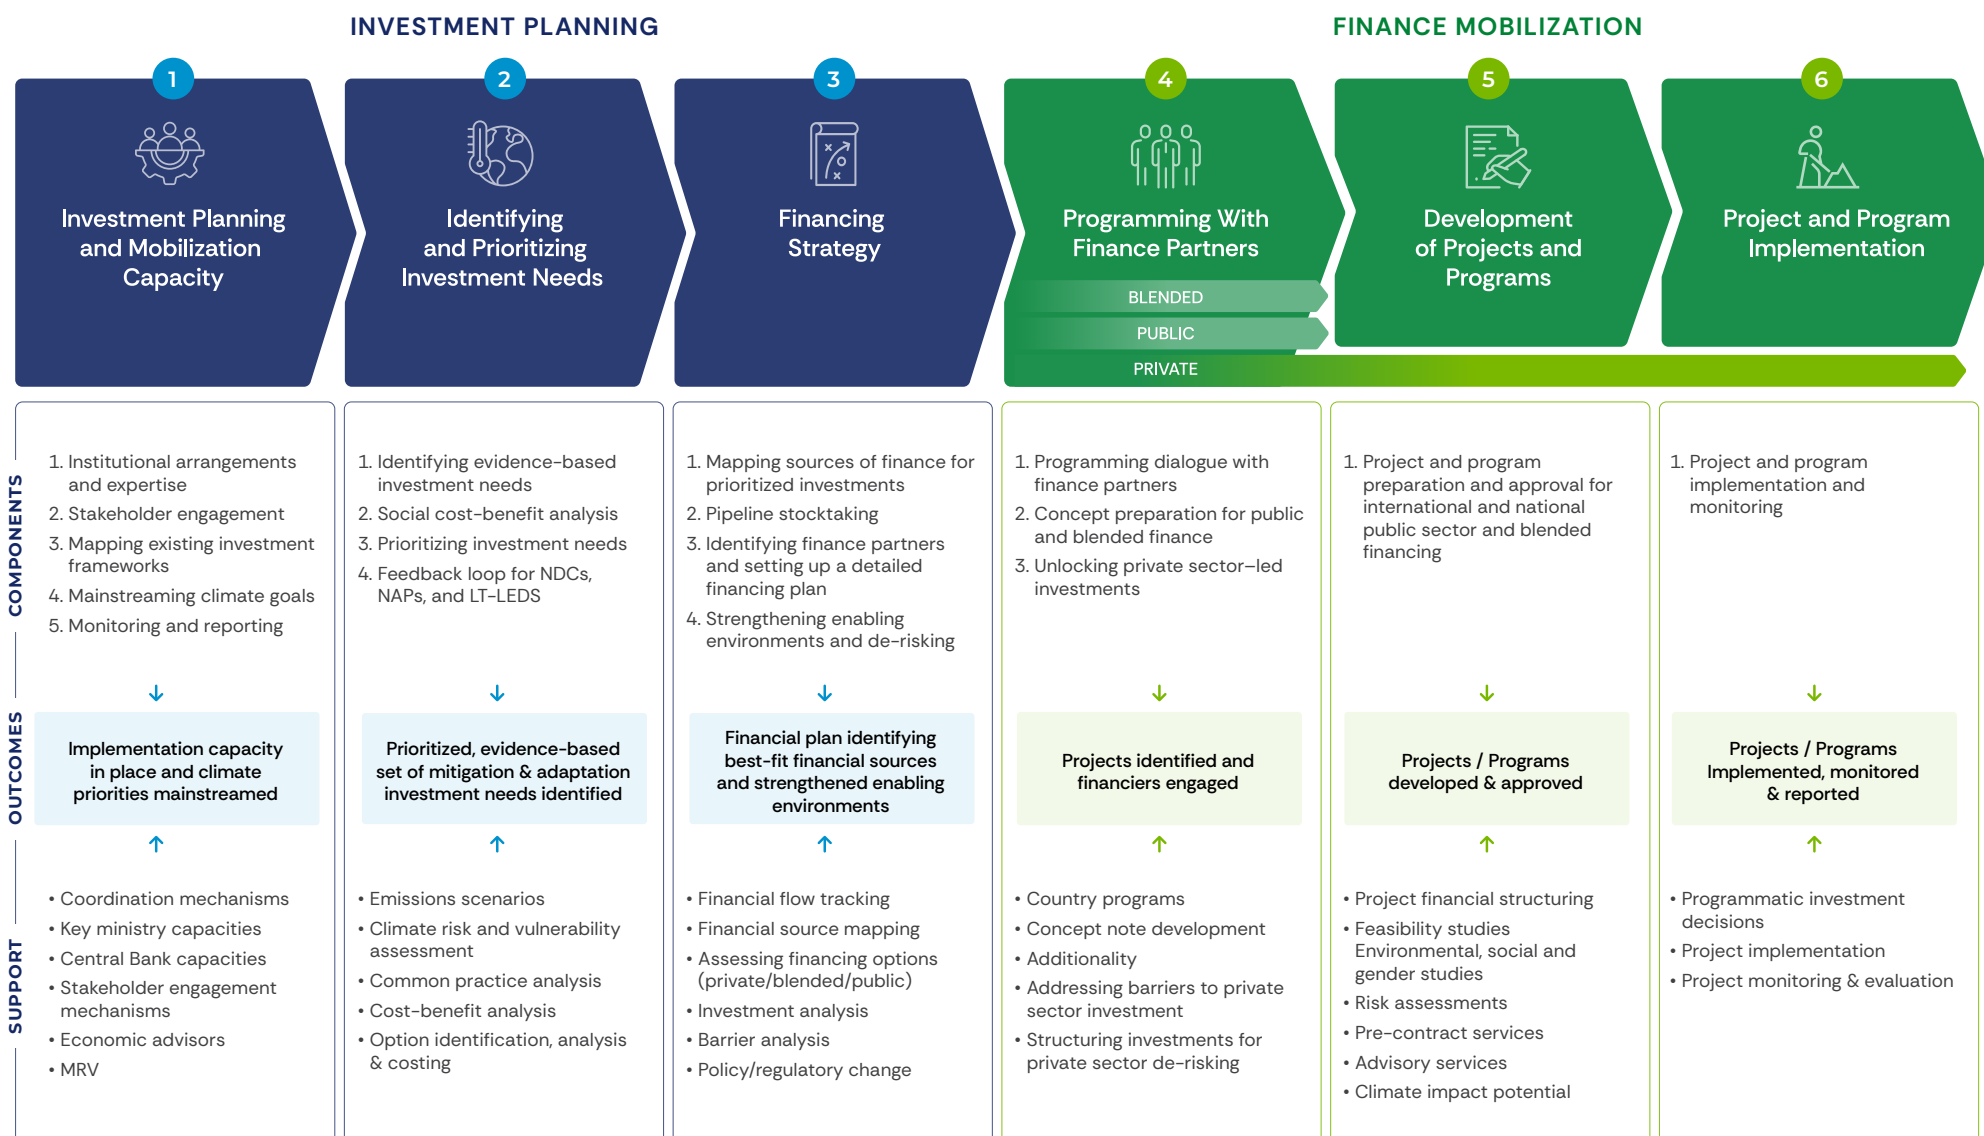 INVESTMENT PLANNING
FINANCE MOBILIZATION
1
Investment Planning
and Mobilization
Capacity
2
Identifying
and Prioritizing
Investment Needs
3
Financing
Strategy
4
Programming With
Finance Partners
BLENDED
PUBLIC
PRIVATE
5
Development
of Projects and
Programs
6
Project and Program
Implementation
COMPONENTS
1. Institutional arrangements
and expertise
2. Stakeholder engagement
3. Mapping existing investment
frameworks
4. Mainstreaming climate goals
5. Monitoring and reporting
1. Identifying evidence-based
investment needs
2. Social cost-benefit analysis
3. Prioritizing investment needs
4. Feedback loop for NDCs,
NAPs, and LT-LEDS
1. Mapping sources of finance for
prioritized investments
2. Pipeline stocktaking
3. Identifying finance partners
and setting up a detailed
financing plan
4. Strengthening enabling
environments and de-risking
1. Programming dialogue with
finance partners
2. Concept preparation for public
and blended finance
3. Unlocking private sector–led
investments
1. Project and program
preparation and approval for
international and national
public sector and blended
financing
1. Project and program
implementation and
monitoring
OUTCOMES
Implementation capacity
in place and climate
priorities mainstreamed
Prioritized, evidence-based
set of mitigation & adaptation
investment needs identified
Financial plan identifying
best-fit financial sources
and strengthened enabling
environments
Projects identified and
financiers engaged
Projects / Programs
developed & approved
Projects / Programs
Implemented, monitored
& reported
SUPPORT
• Coordination mechanisms
• Key ministry capacities
• Central Bank capacities
• Stakeholder engagement
mechanisms
• Economic advisors
• MRV
• Emissions scenarios
• Climate risk and vulnerability
assessment
• Common practice analysis
• Cost-benefit analysis
• Option identification, analysis
& costing
• Financial flow tracking
• Financial source mapping
• Assessing financing options
(private/blended/public)
• Investment analysis
• Barrier analysis
• Policy/regulatory change
• Country programs
• Concept note development
• Additionality
• Addressing barriers to private
sector investment
• Structuring investments for
private sector de-risking
• Project financial structuring
• Feasibility studies
Environmental, social and
gender studies
• Risk assessments
• Pre-contract services
• Advisory services
• Climate impact potential
• Programmatic investment
decisions
• Project implementation
• Project monitoring & evaluation